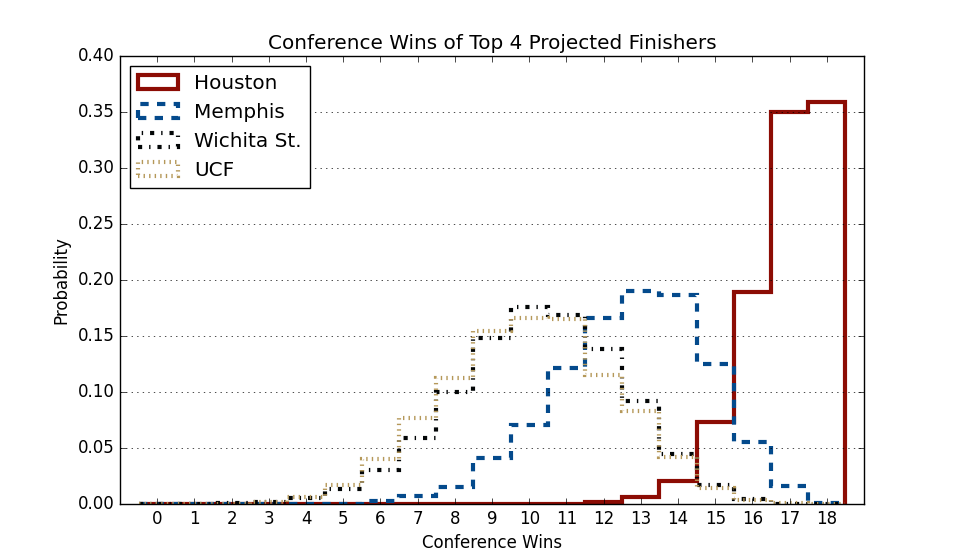 Conference Wins of Top 4 Projected Finishers
0.40
0.35
0.30
0.25
0.20
0.15
0.10
0.05
0.00
Probability
Houston
Memphis
Wichita St.
UCF
0 1 2 3 4 5 6 7 8 9 10 11 12 13 14 15 16 17 18
Conference Wins